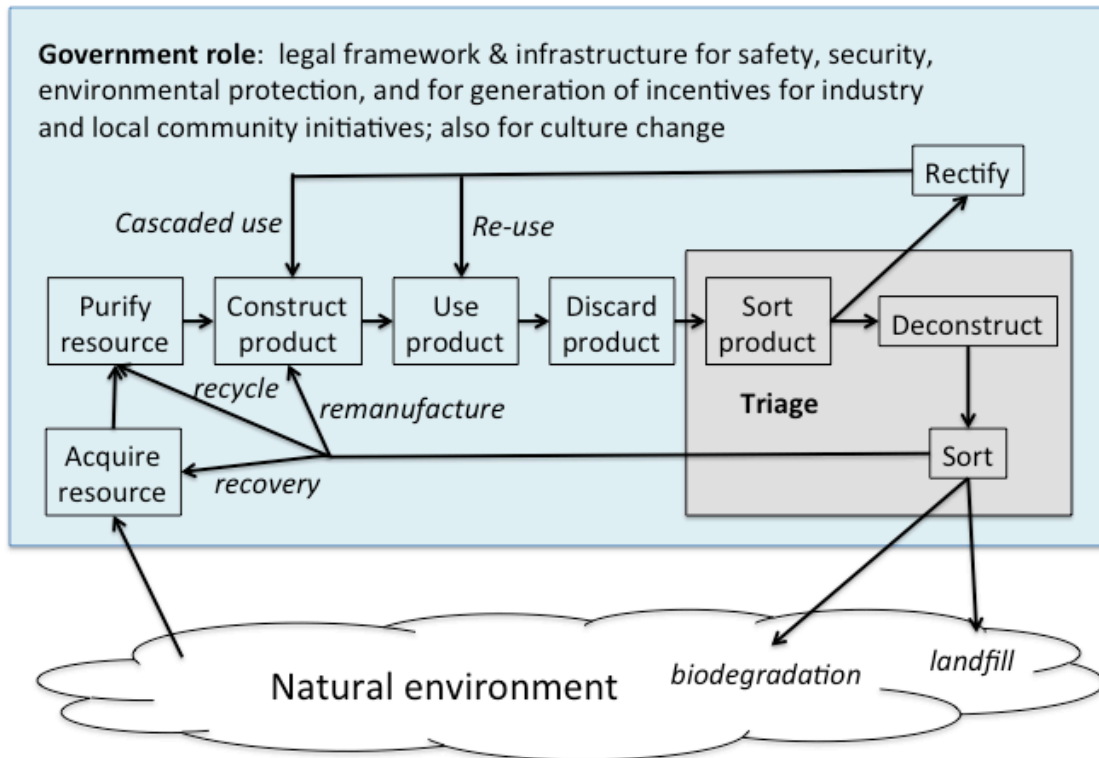 Government role: legal framework & infrastructure for safety, security,
environmental protection, and for generation of incentives for industry
and local community initiatives; also for culture change
Rectify
Cascaded use
Re-use
Purify
resource
Construct
product
Use
product
Discard
product
Sort
product
Deconstruct
recycle
remanufacture
Triage
Acquire
resource
recovery
Sort
Natural environment
biodegradation
landfill